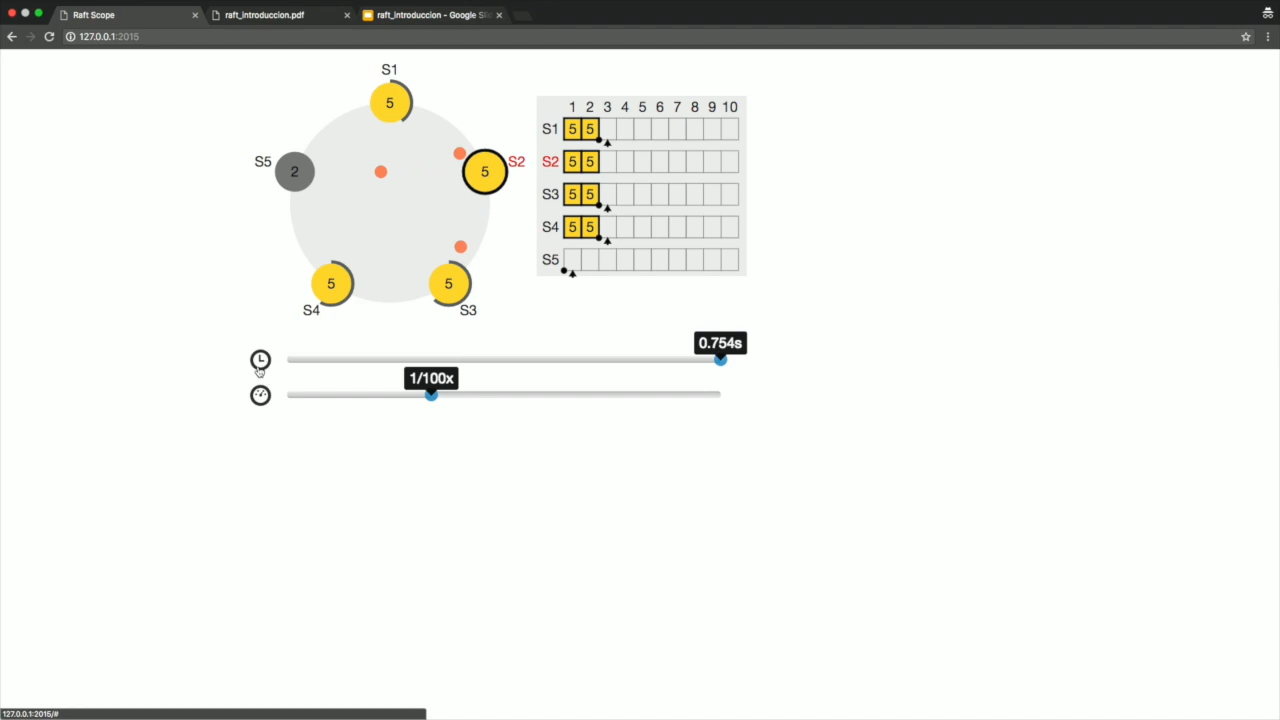 Raft Scope
raft_introduccion.pdf
raft_introduccion - Google Sli
127.0.0.1:2015
S1
5
S5
2
5
S2
5
S4
5
S3
1 2 3 4 5 6 7 8 9 10
S1 5 5
S2 5 5
S3 5 5
S4 5 5
S5
0.754s
1/100x
127.0.0.1:2015/#